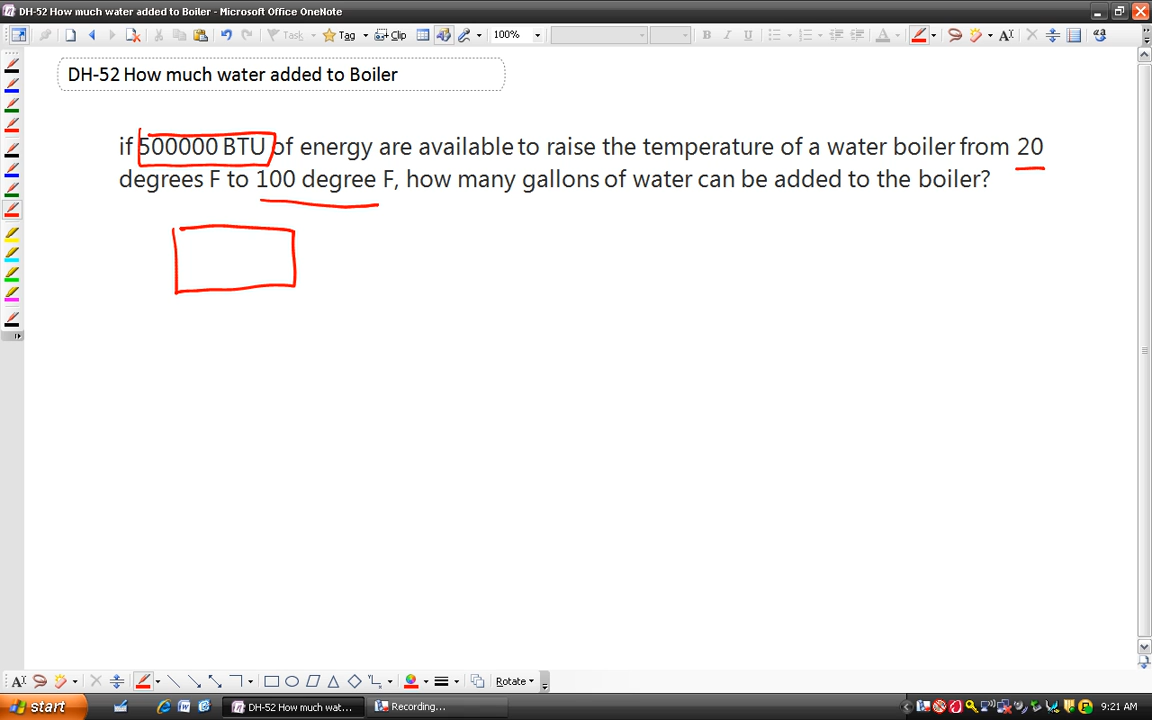 DH-52 How much water added to Boiler - Microsoft Office OneNote
Task Tag Clip 100% B I U A
DH-52 How much water added to Boiler
if 500000 BTU of energy are available to raise the temperature of a water boiler from 20
degrees F to 100 degree F, how many gallons of water can be added to the boiler?
Rotate
start DH-52 How much wat... Recording... 9:21 AM